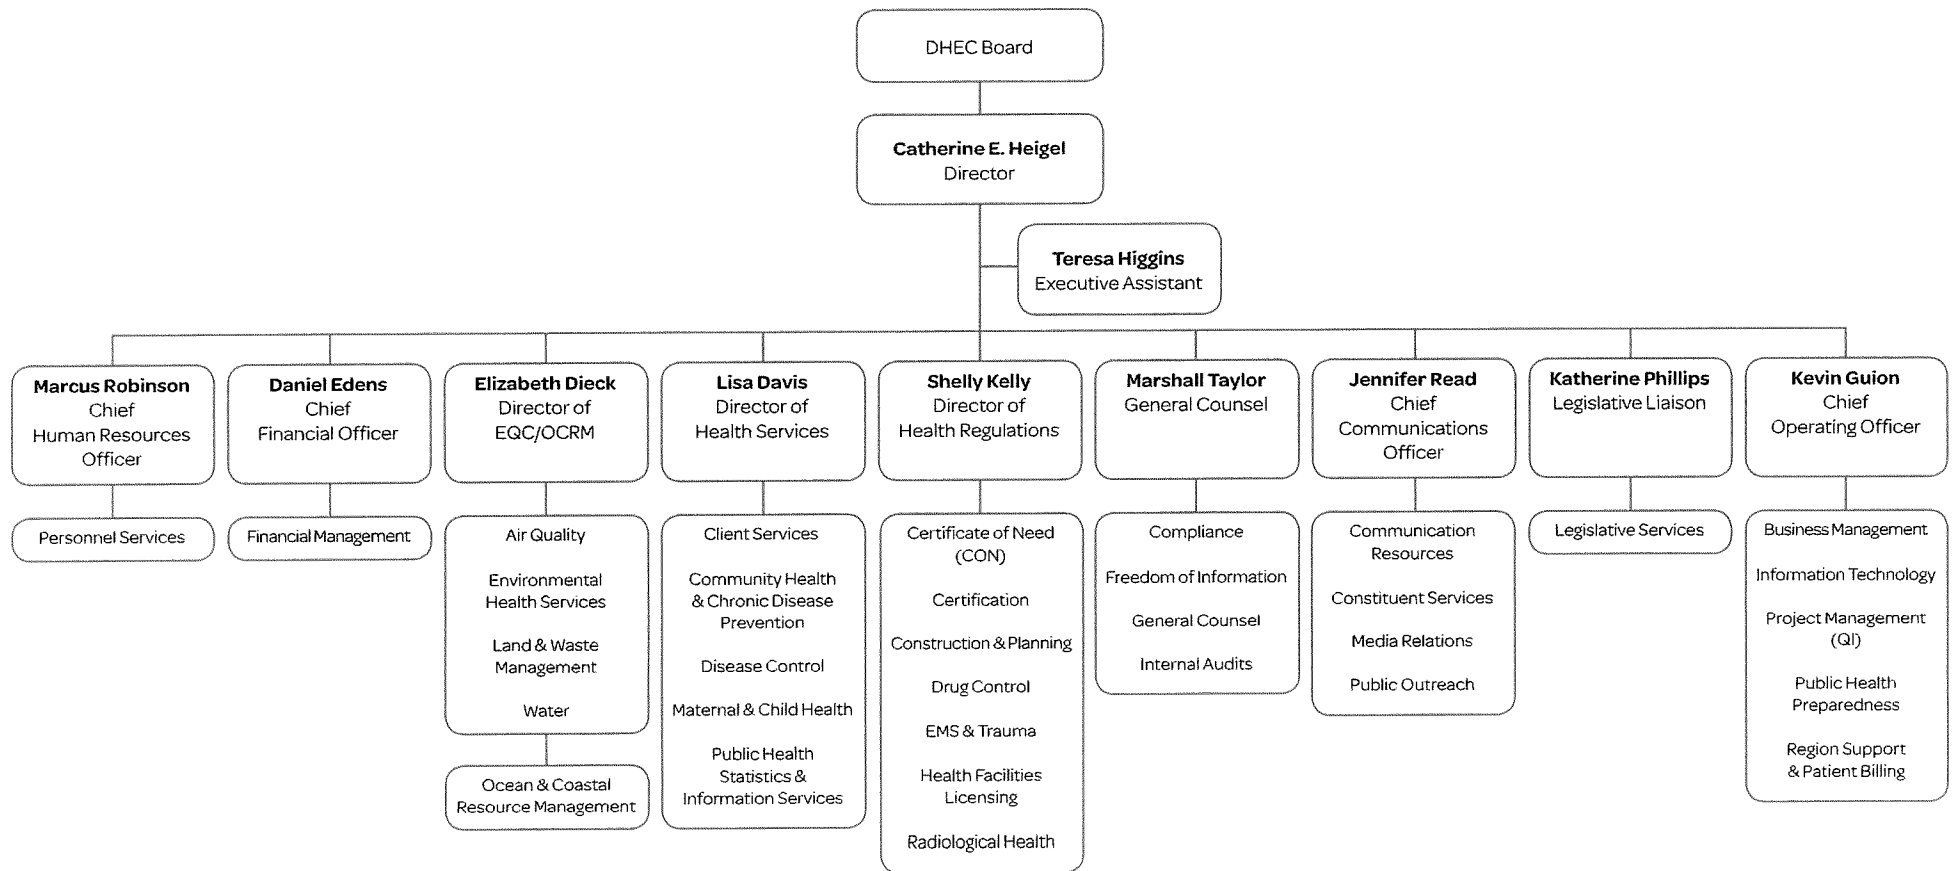 DHEC Board
Catherine E. Heigel
Director
Teresa Higgins
Executive Assistant
Marcus Robinson
Chief
Human Resources
Officer
Personnel Services
Daniel Edens
Chief
Financial Officer
Financial Management
Elizabeth Dieck
Director of
EQC/OCRM
Air Quality
Environmental
Health Services
Land & Waste
Management
Water
Ocean & Coastal
Resource Management
Lisa Davis
Director of
Health Services
Client Services
Community Health
& Chronic Disease
Prevention
Disease Control
Maternal & Child Health
Public Health
Statistics &
Information Services
Shelly Kelly
Director of
Health Regulations
Certificate of Need
(CON)
Certification
Construction & Planning
Drug Control
EMS & Trauma
Health Facilities
Licensing
Radiological Health
Marshall Taylor
General Counsel
Compliance
Freedom of Information
General Counsel
Internal Audits
Jennifer Read
Chief
Communications
Officer
Communication
Resources
Constituent Services
Media Relations
Public Outreach
Katherine Phillips
Legislative Liaison
Legislative Services
Kevin Guion
Chief
Operating Officer
Business Management
Information Technology
Project Management
(QI)
Public Health
Preparedness
Region Support
& Patient Billing